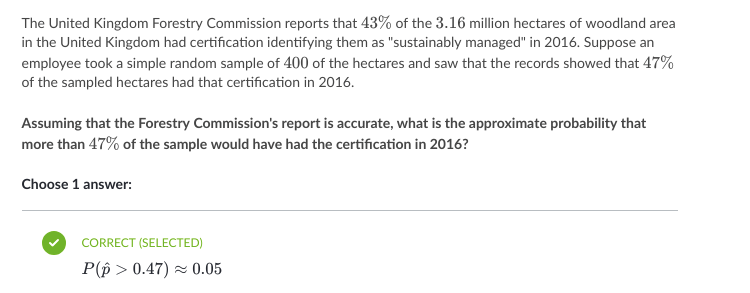 The United Kingdom Forestry Commission reports that 43% of the 3.16 million hectares of woodland area
in the United Kingdom had certification identifying them as "sustainably managed" in 2016. Suppose an
employee took a simple random sample of 400 of the hectares and saw that the records showed that 47%
of the sampled hectares had that certification in 2016.
Assuming that the Forestry Commission's report is accurate, what is the approximate probability that
more than 47% of the sample would have had the certification in 2016?
Choose 1 answer:
CORRECT (SELECTED)
P(p̂ > 0.47) ≈ 0.05